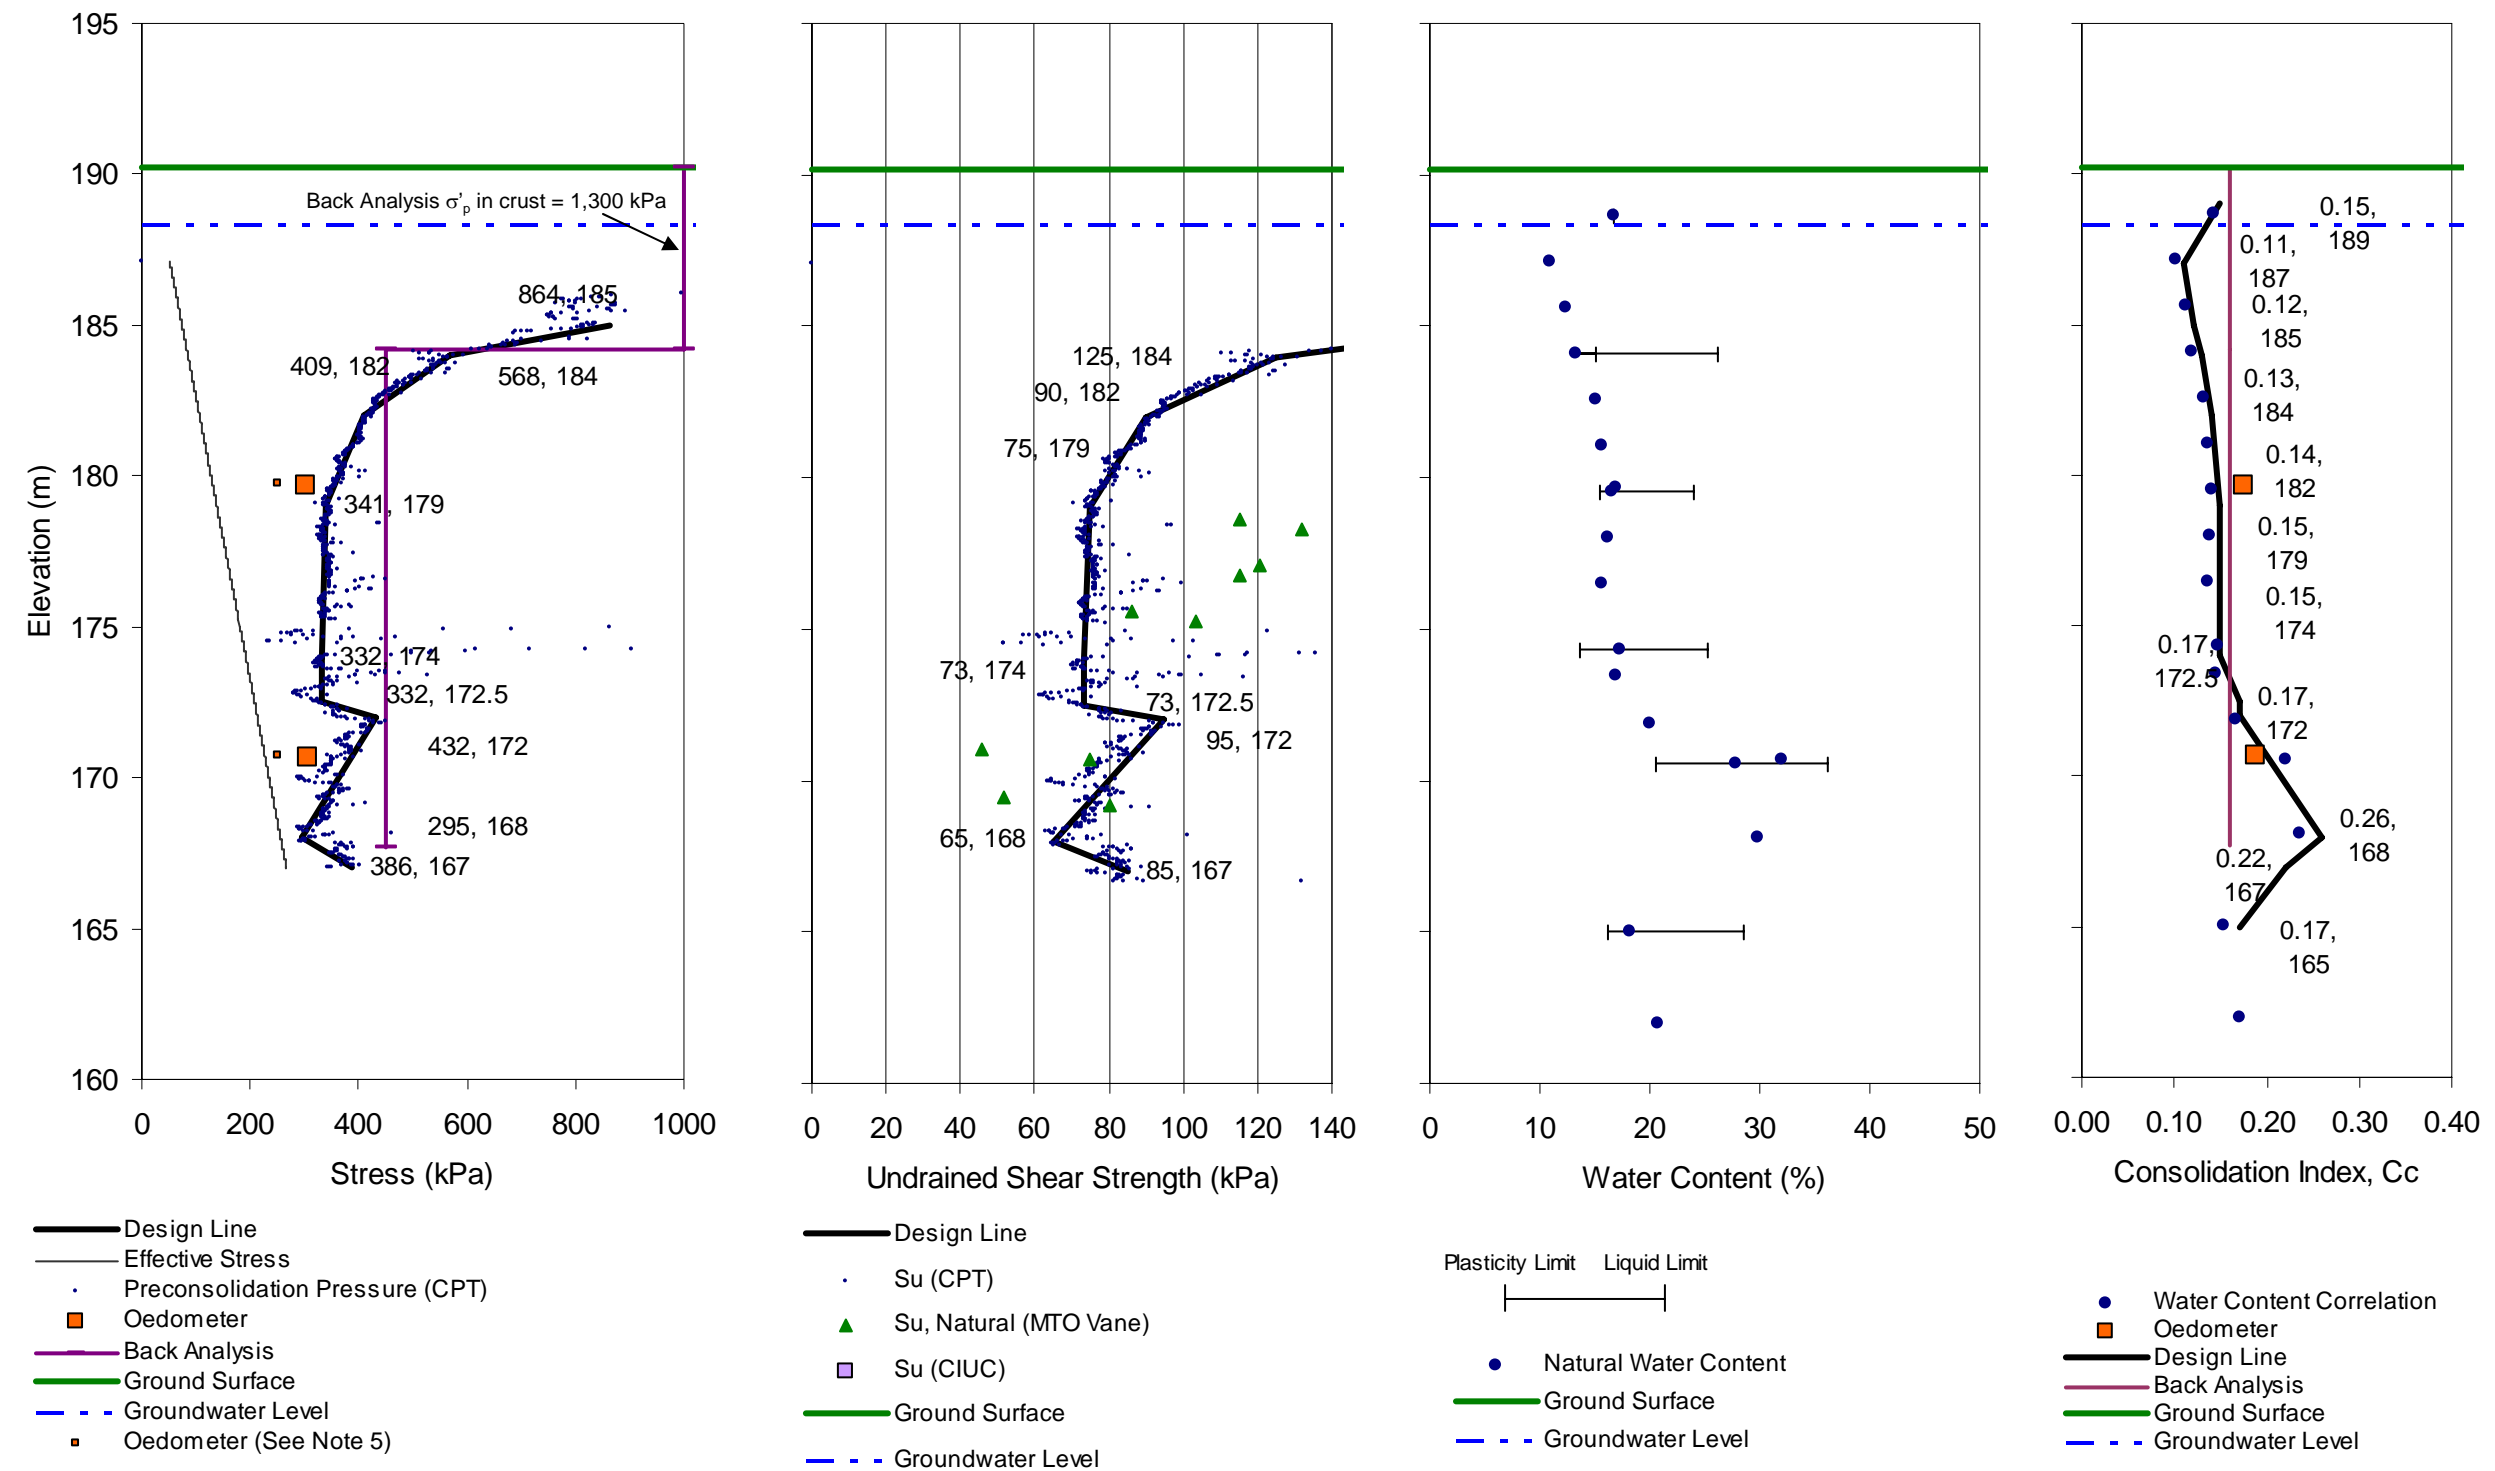 195
190
185
180
175
170
165
160
Elevation (m)
Back Analysis σ'p in crust = 1,300 kPa
864, 185
409, 182
568, 184
341, 179
332, 174
332, 172.5
432, 172
295, 168
386, 167
0 200 400 600 800 1000
Stress (kPa)
Design Line
Effective Stress
Preconsolidation Pressure (CPT)
Oedometer
Back Analysis
Ground Surface
Groundwater Level
Oedometer (See Note 5)
125, 184
90, 182
75, 179
73, 174
73, 172.5
95, 172
65, 168
85, 167
0 20 40 60 80 100 120 140
Undrained Shear Strength (kPa)
Design Line
Su (CPT)
Su, Natural (MTO Vane)
Su (CIUC)
Ground Surface
Groundwater Level
0 10 20 30 40 50
Water Content (%)
Plasticity Limit Liquid Limit
Natural Water Content
Ground Surface
Groundwater Level
0.15,
189
0.11,
187
0.12,
185
0.13,
184
0.14,
182
0.15,
179
0.15,
174
0.17,
172.5
0.17,
172
0.26,
168
0.22,
167
0.17,
165
0.00 0.10 0.20 0.30 0.40
Consolidation Index, Cc
Water Content Correlation
Oedometer
Design Line
Back Analysis
Ground Surface
Groundwater Level